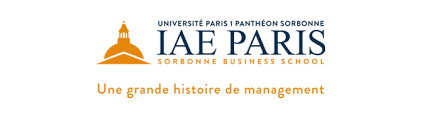 UNIVERSITÉ PARIS 1 PANTHÉON SORBONNE
IAE PARIS
SORBONNE BUSINESS SCHOOL
Une grande histoire de management